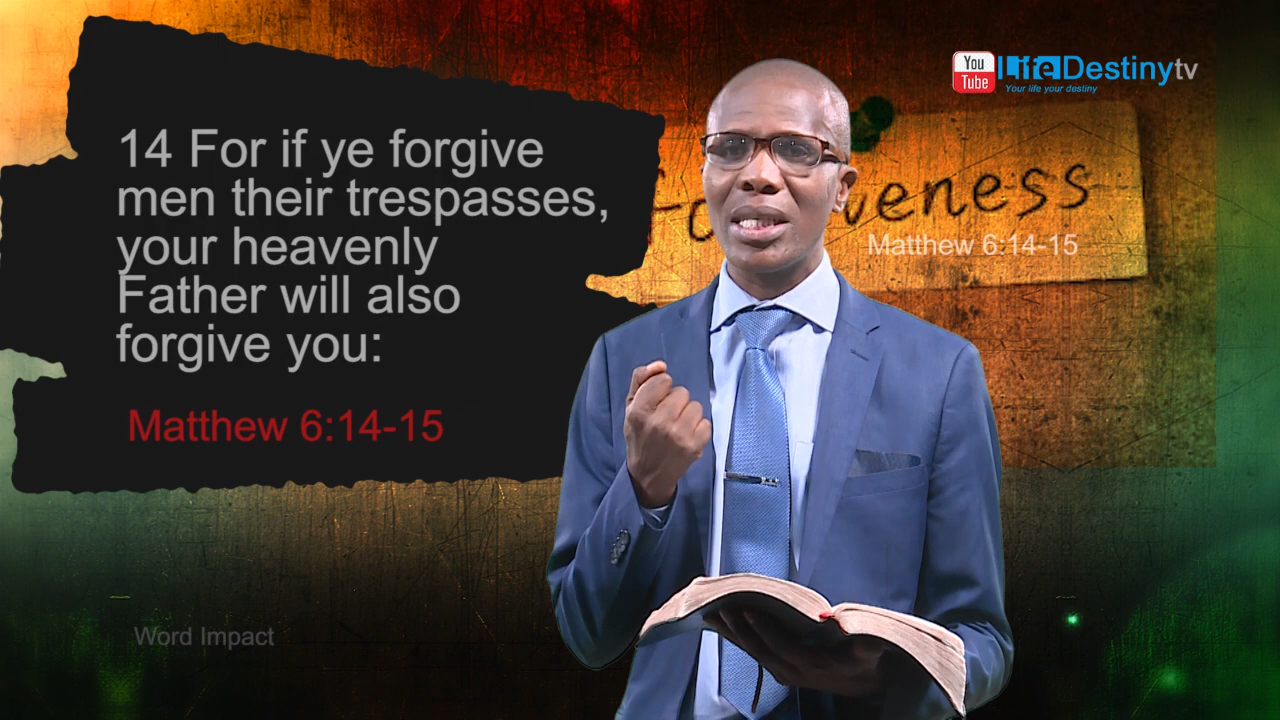 14 For if ye forgive
men their trespasses,
your heavenly
Father will also
forgive you:
Matthew 6:14-15
Word Impact
You
Tube
LifeDestinytv
Your life your destiny
Matthew 6:14-15